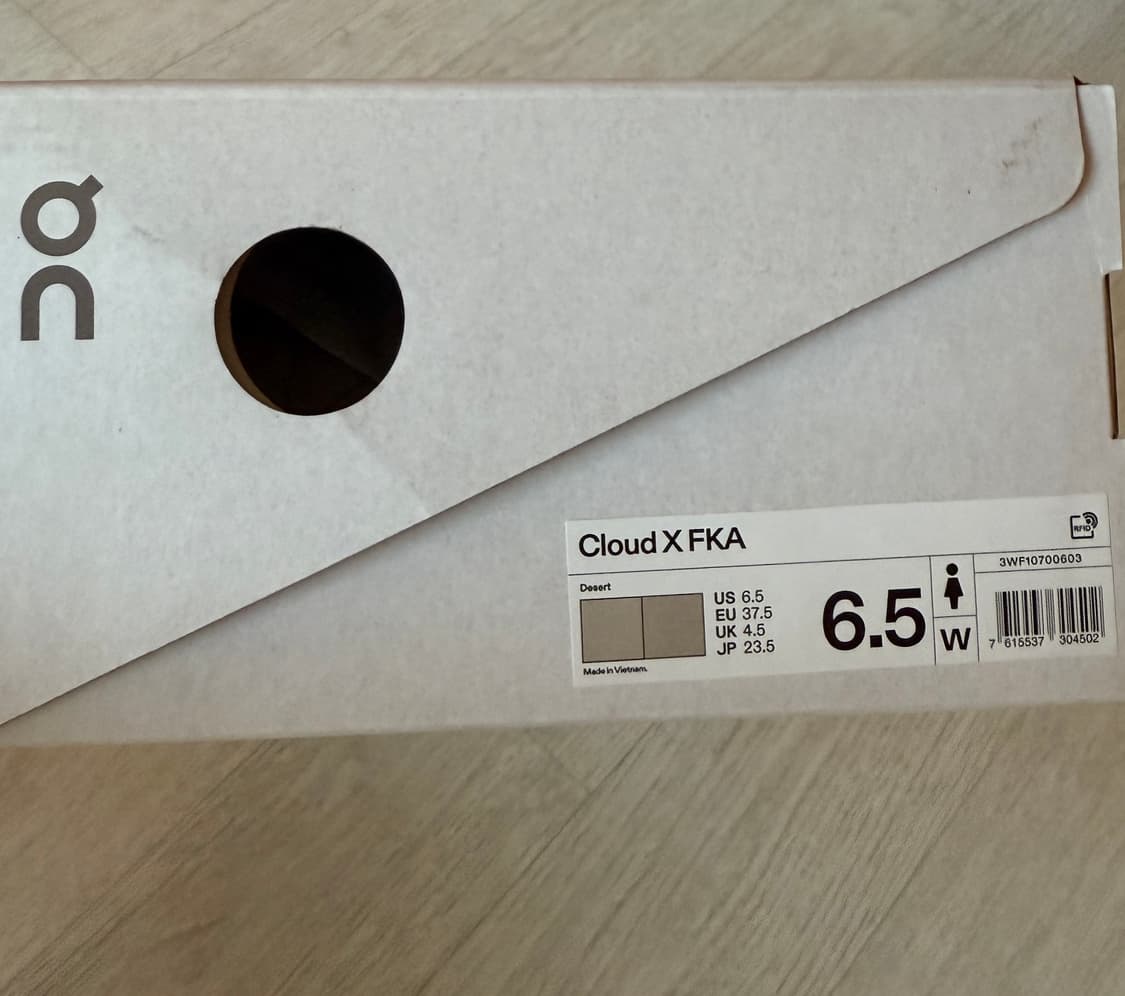 on
Cloud X FKA
RFID
3WF10700603
Desert
US 6.5
EU 37.5
UK 4.5
JP 23.5
6.5
W
7 615537 304502
Made in Vietnam.